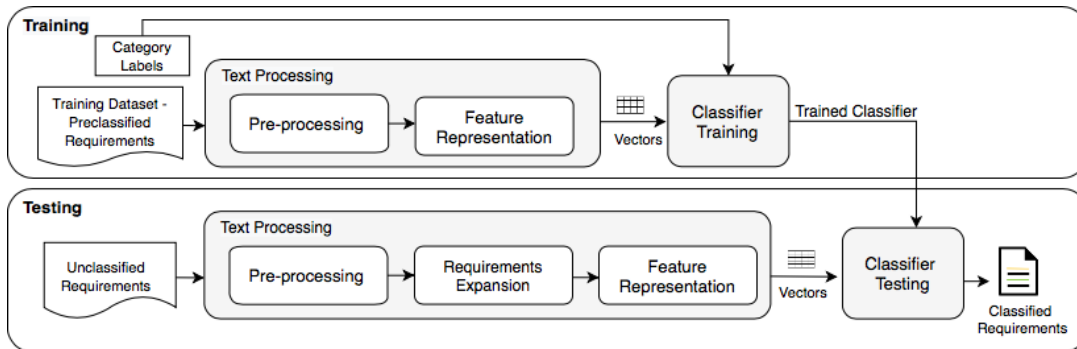 Training
Category
Labels
Training Dataset -
Preclassified
Requirements
Text Processing
Pre-processing
Feature
Representation
Vectors
Classifier
Training
Trained Classifier
Testing
Unclassified
Requirements
Text Processing
Pre-processing
Requirements
Expansion
Feature
Representation
Vectors
Classifier
Testing
Classified
Requirements